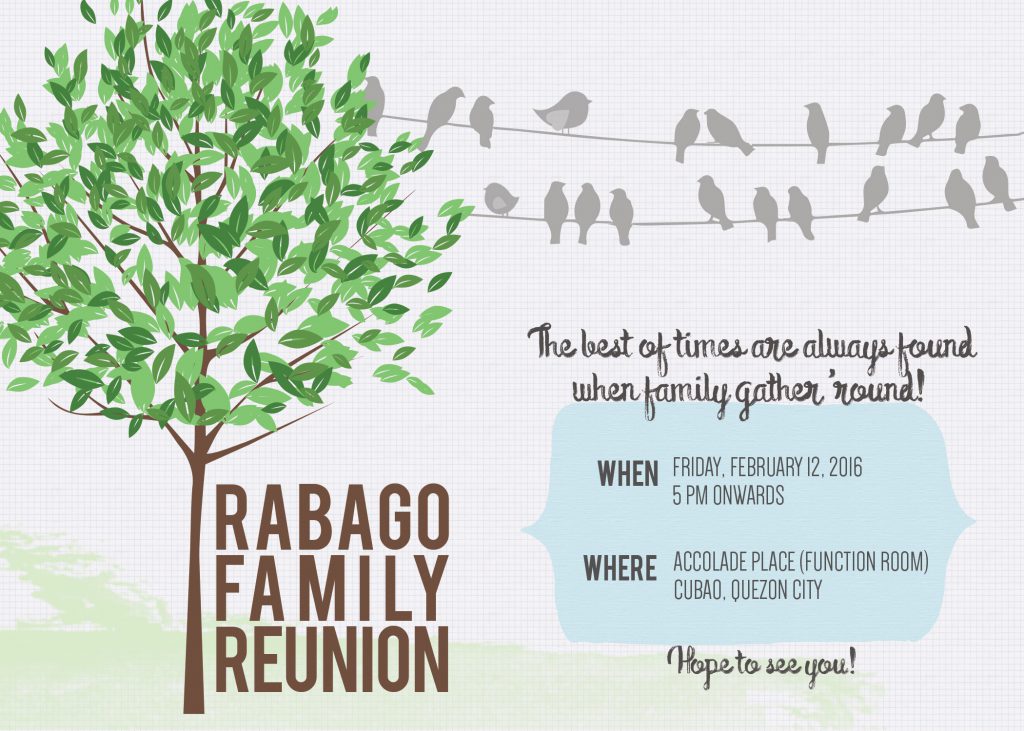 The best of times are always found
when family gather 'round!
WHEN FRIDAY, FEBRUARY 12, 2016
5 PM ONWARDS
WHERE ACCOLADE PLACE (FUNCTION ROOM)
CUBAO, QUEZON CITY
Hope to see you!
RABAGO
FAMILY
REUNION